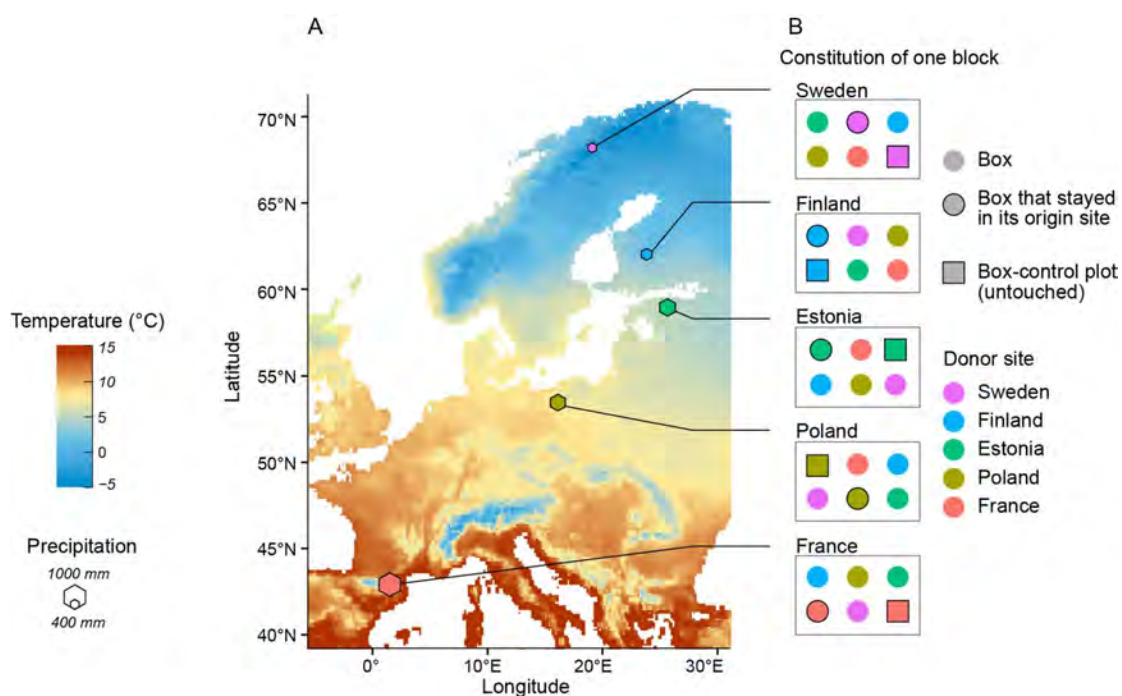 A
B
Constitution of one block
Sweden
Finland
Estonia
Poland
France
Box
Box that stayed
in its origin site
Box-control plot
(untouched)
Donor site
Sweden
Finland
Estonia
Poland
France
Temperature (°C)
15
10
5
0
−5
Precipitation
1000 mm
400 mm
Latitude
70°N
65°N
60°N
55°N
50°N
45°N
40°N
0°
10°E
20°E
30°E
Longitude